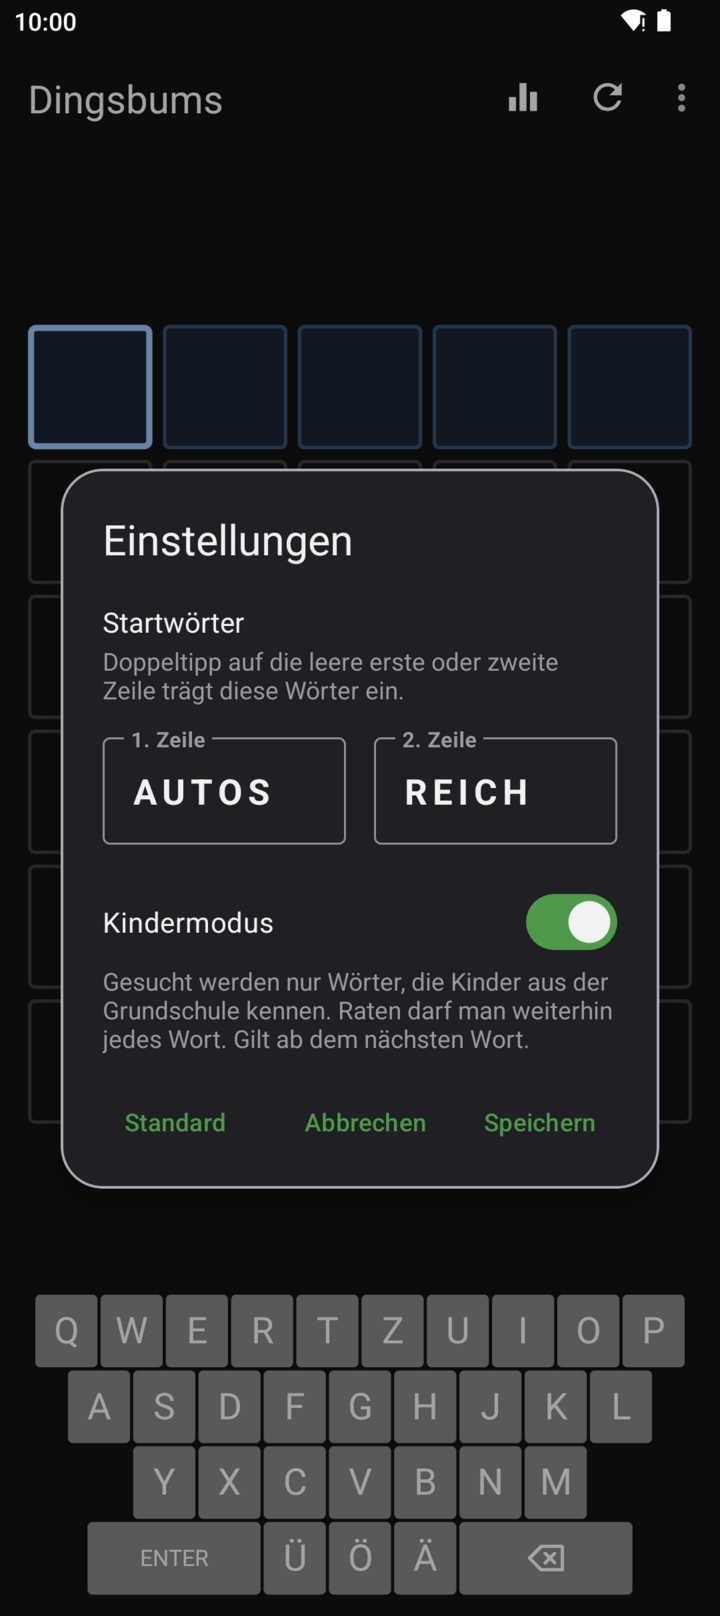 10:00
Dingsbums
Einstellungen
Startwörter
Doppeltipp auf die leere erste oder zweite
Zeile trägt diese Wörter ein.
1. Zeile 2. Zeile
AUTOS REICH
Kindermodus
Gesucht werden nur Wörter, die Kinder aus der
Grundschule kennen. Raten darf man weiterhin
jedes Wort. Gilt ab dem nächsten Wort.
Standard Abbrechen Speichern
Q W E R T Z U I O P
A S D F G H J K L
Y X C V B N M
ENTER Ü Ö Ä